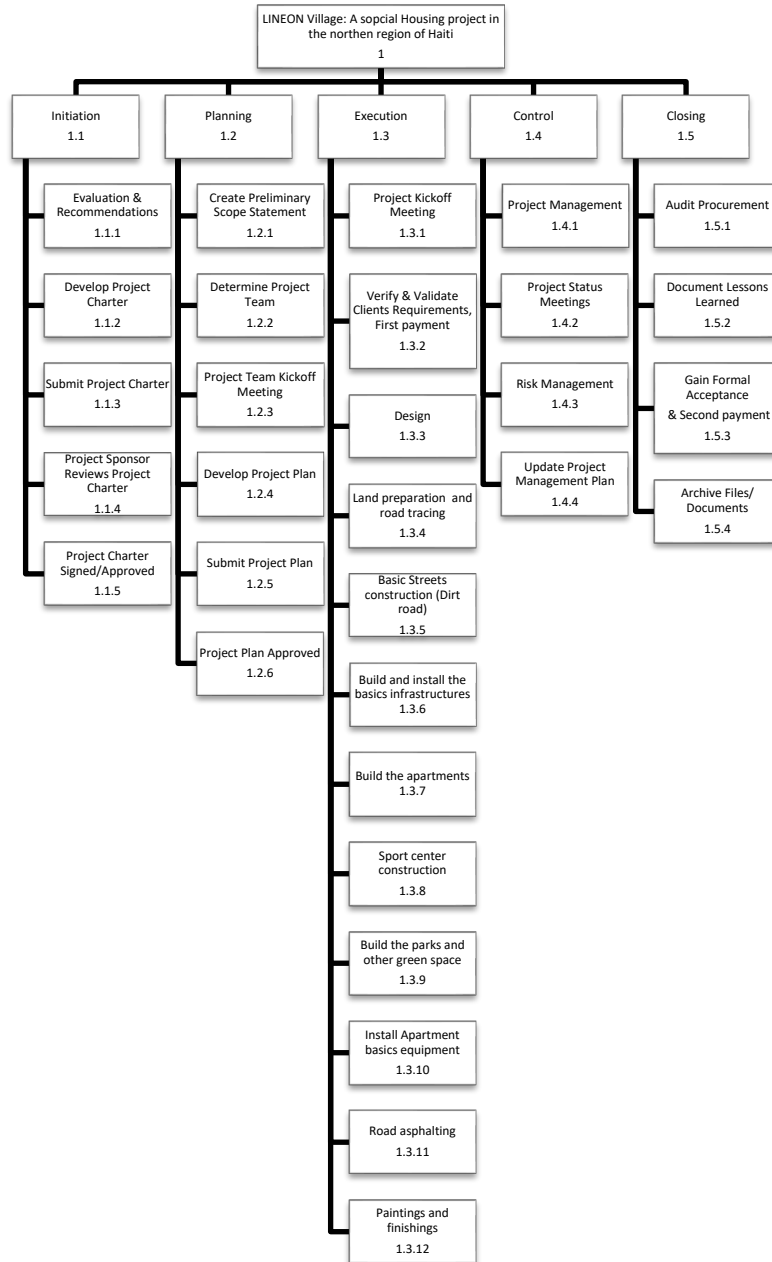 LINEON Village: A sopcial Housing project in
the northen region of Haiti
1
Initiation
1.1
Evaluation &
Recommendations
1.1.1
Develop Project
Charter
1.1.2
Submit Project Charter
1.1.3
Project Sponsor
Reviews Project
Charter
1.1.4
Project Charter
Signed/Approved
1.1.5
Planning
1.2
Create Preliminary
Scope Statement
1.2.1
Determine Project
Team
1.2.2
Project Team Kickoff
Meeting
1.2.3
Develop Project Plan
1.2.4
Submit Project Plan
1.2.5
Project Plan Approved
1.2.6
Execution
1.3
Project Kickoff
Meeting
1.3.1
Verify & Validate
Clients Requirements,
First payment
1.3.2
Design
1.3.3
Land preparation and
road tracing
1.3.4
Basic Streets
construction (Dirt
road)
1.3.5
Build and install the
basics infrastructures
1.3.6
Build the apartments
1.3.7
Sport center
construction
1.3.8
Build the parks and
other green space
1.3.9
Install Apartment
basics equipment
1.3.10
Road asphalting
1.3.11
Paintings and
finishings
1.3.12
Control
1.4
Project Management
1.4.1
Project Status
Meetings
1.4.2
Risk Management
1.4.3
Update Project
Management Plan
1.4.4
Closing
1.5
Audit Procurement
1.5.1
Document Lessons
Learned
1.5.2
Gain Formal
Acceptance
& Second payment
1.5.3
Archive Files/
Documents
1.5.4